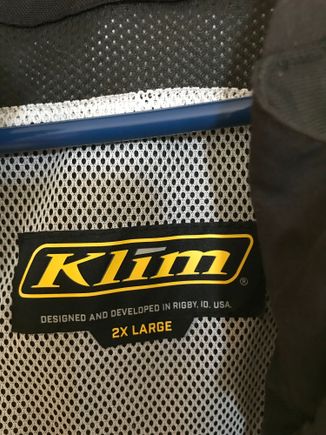 Klim®
DESIGNED AND DEVELOPED IN RIGBY, ID. USA.
2X LARGE